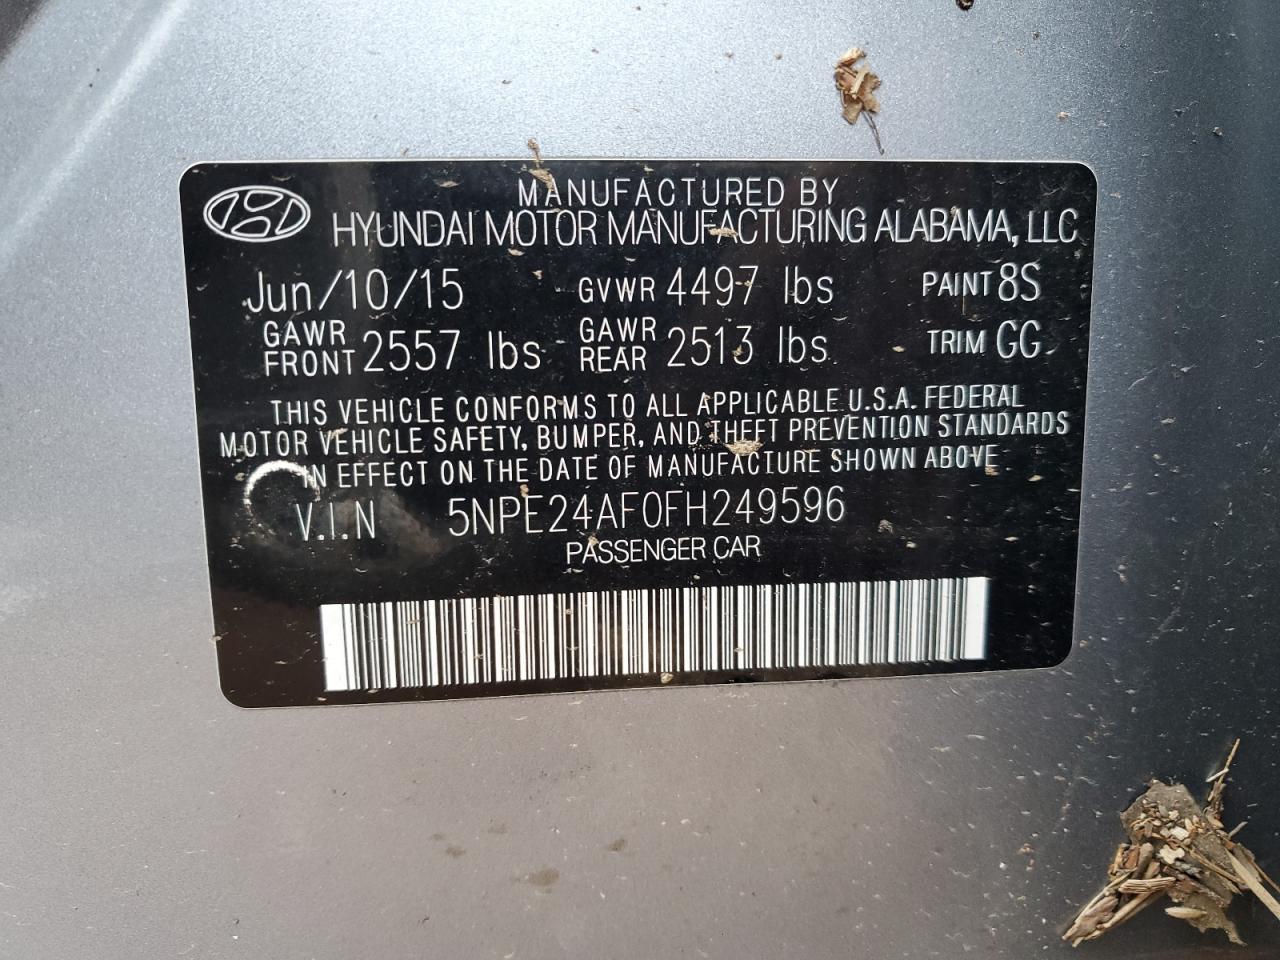 MANUFACTURED BY
HYUNDAI MOTOR MANUFACTURING ALABAMA, LLC
Jun/10/15 GVWR 4497 lbs PAINT 8S
GAWR FRONT 2557 lbs GAWR REAR 2513 lbs TRIM GG
THIS VEHICLE CONFORMS TO ALL APPLICABLE U.S.A. FEDERAL
MOTOR VEHICLE SAFETY, BUMPER, AND THEFT PREVENTION STANDARDS
IN EFFECT ON THE DATE OF MANUFACTURE SHOWN ABOVE
V.I.N 5NPE24AF0FH249596
PASSENGER CAR